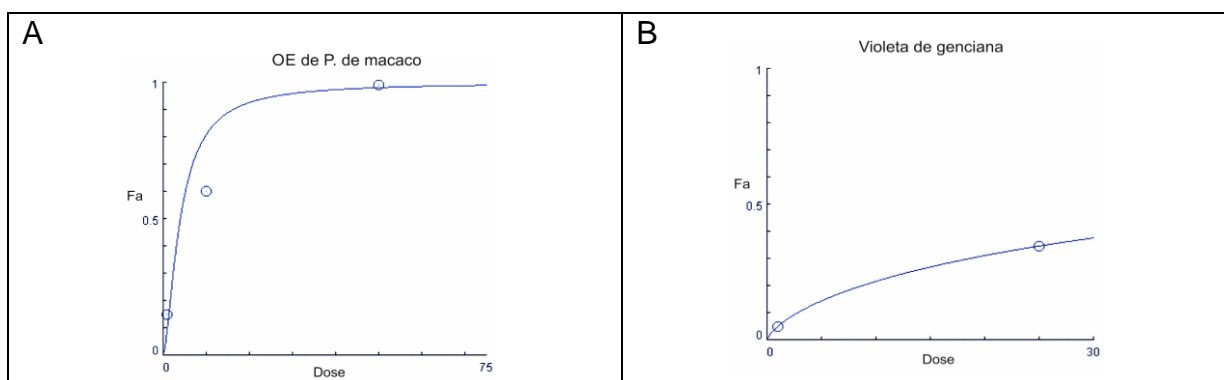 A
OE de P. de macaco
1
Fa
0.5
0
0
Dose
75
B
Violeta de genciana
1
Fa
0.5
0
0
Dose
30